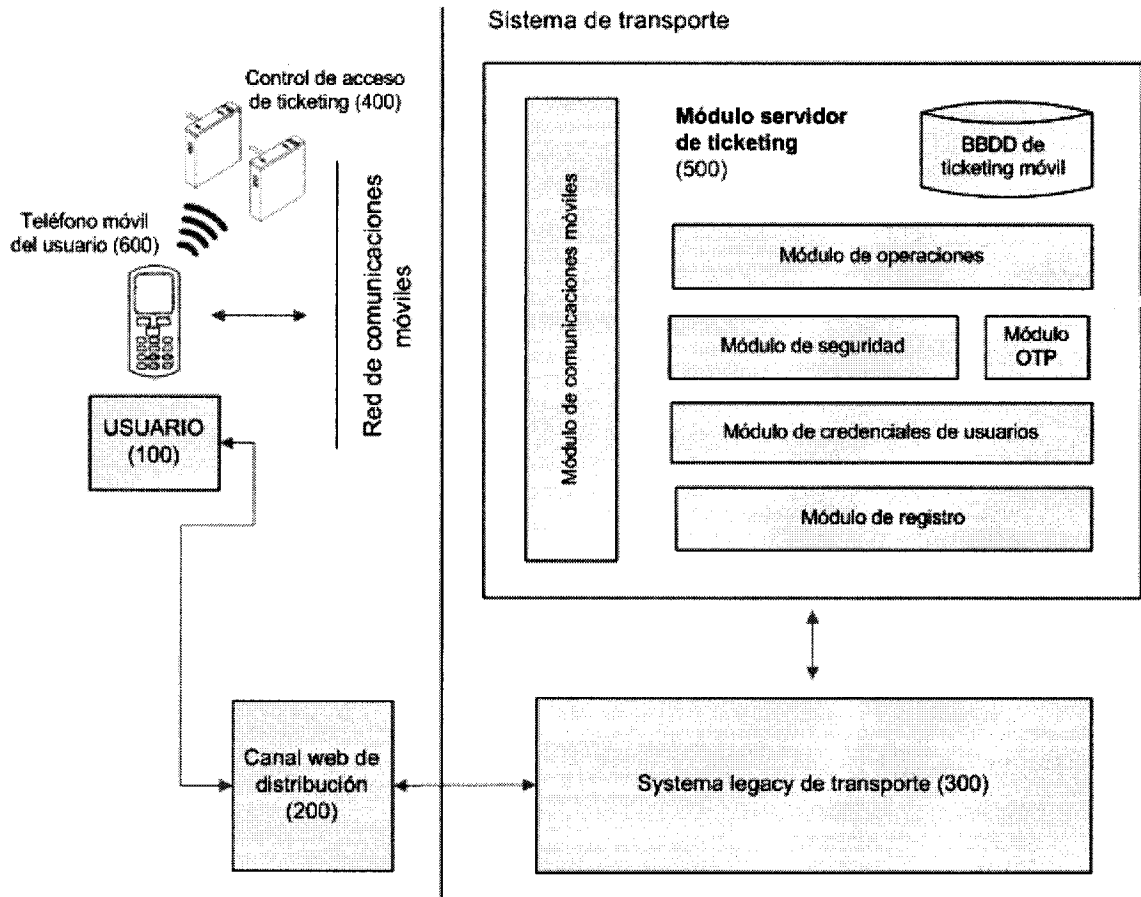 Sistema de transporte
Control de acceso
de ticketing (400)
Teléfono móvil
del usuario (600)
Red de comunicaciones
móviles
USUARIO
(100)
Canal web de
distribución
(200)
Módulo de comunicaciones móviles
Módulo servidor
de ticketing
(500)
BBDD de
ticketing móvil
Módulo de operaciones
Módulo de seguridad
Módulo
OTP
Módulo de credenciales de usuarios
Módulo de registro
Systema legacy de transporte (300)